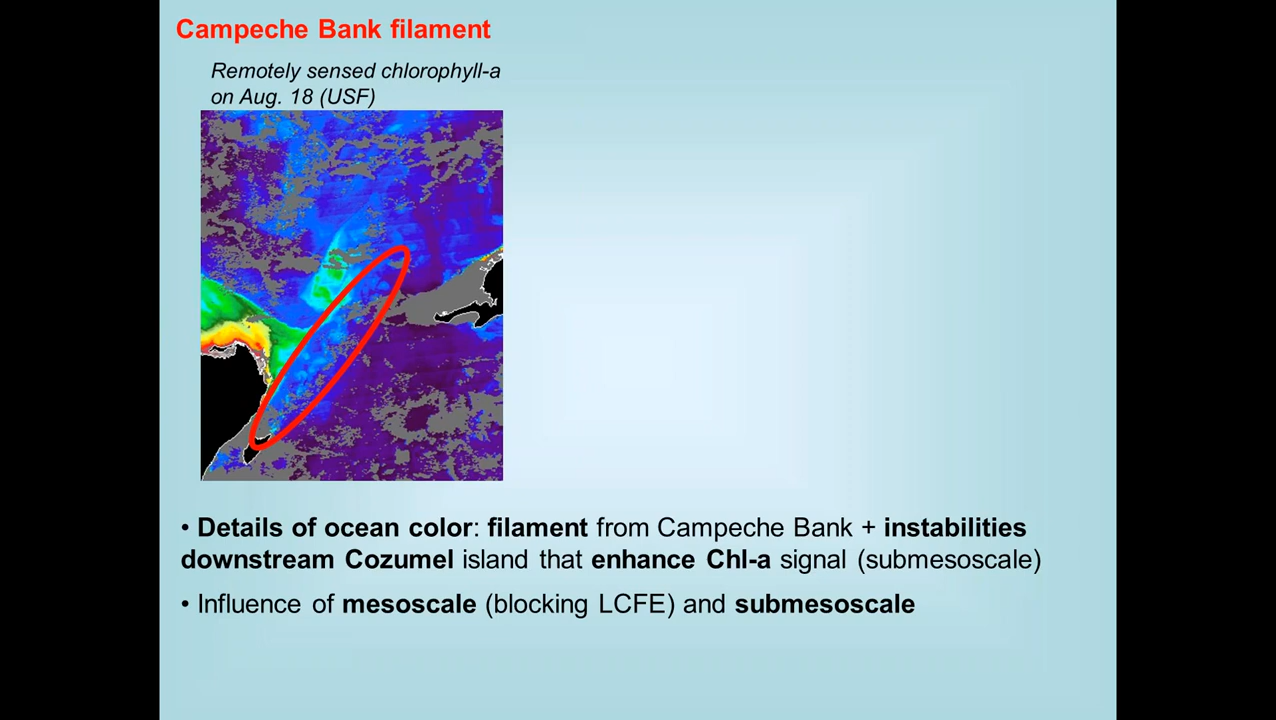 Campeche Bank filament
Remotely sensed chlorophyll-a
on Aug. 18 (USF)
• Details of ocean color: filament from Campeche Bank + instabilities
downstream Cozumel island that enhance Chl-a signal (submesoscale)
• Influence of mesoscale (blocking LCFE) and submesoscale